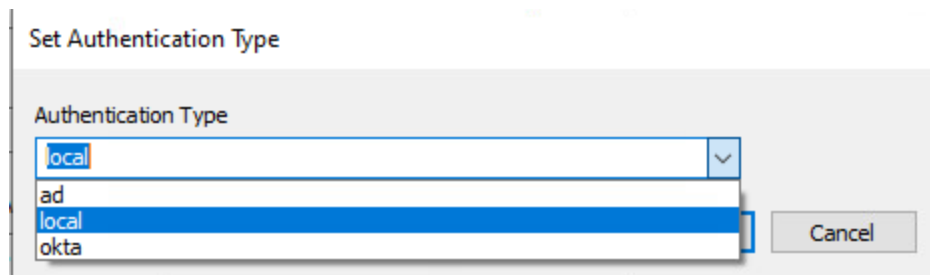 Set Authentication Type
Authentication Type
local
ad
local
okta
Cancel